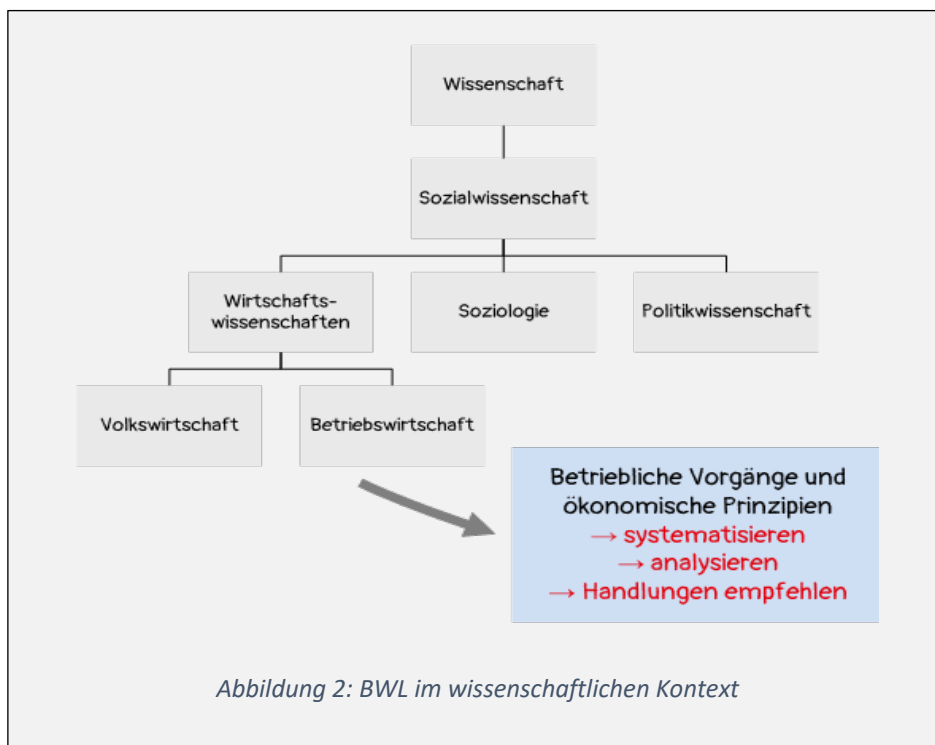 Wissenschaft
Sozialwissenschaft
Wirtschafts-
wissenschaften
Soziologie
Politikwissenschaft
Volkswirtschaft
Betriebswirtschaft
Betriebliche Vorgänge und
ökonomische Prinzipien
→ systematisieren
→ analysieren
→ Handlungen empfehlen
Abbildung 2: BWL im wissenschaftlichen Kontext